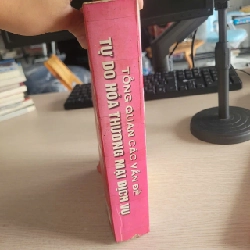 TỔNG QUAN CÁC VẤN ĐỀ
TỰ DO HÓA THƯƠNG MẠI DỊCH VỤ